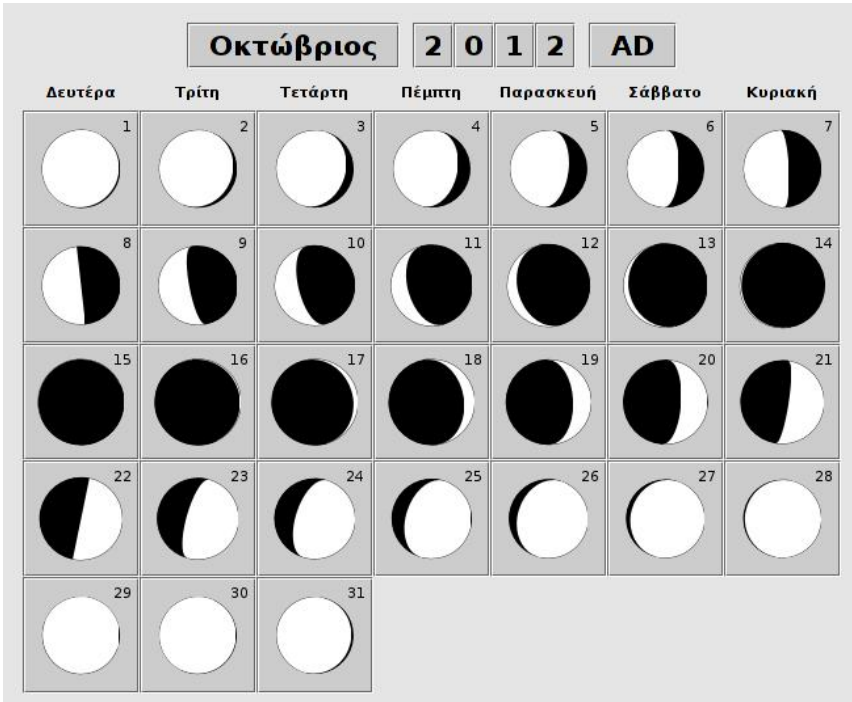 Οκτώβριος 2 0 1 2 AD
Δευτέρα Τρίτη Τετάρτη Πέμπτη Παρασκευή Σάββατο Κυριακή
1 2 3 4 5 6 7
8 9 10 11 12 13 14
15 16 17 18 19 20 21
22 23 24 25 26 27 28
29 30 31